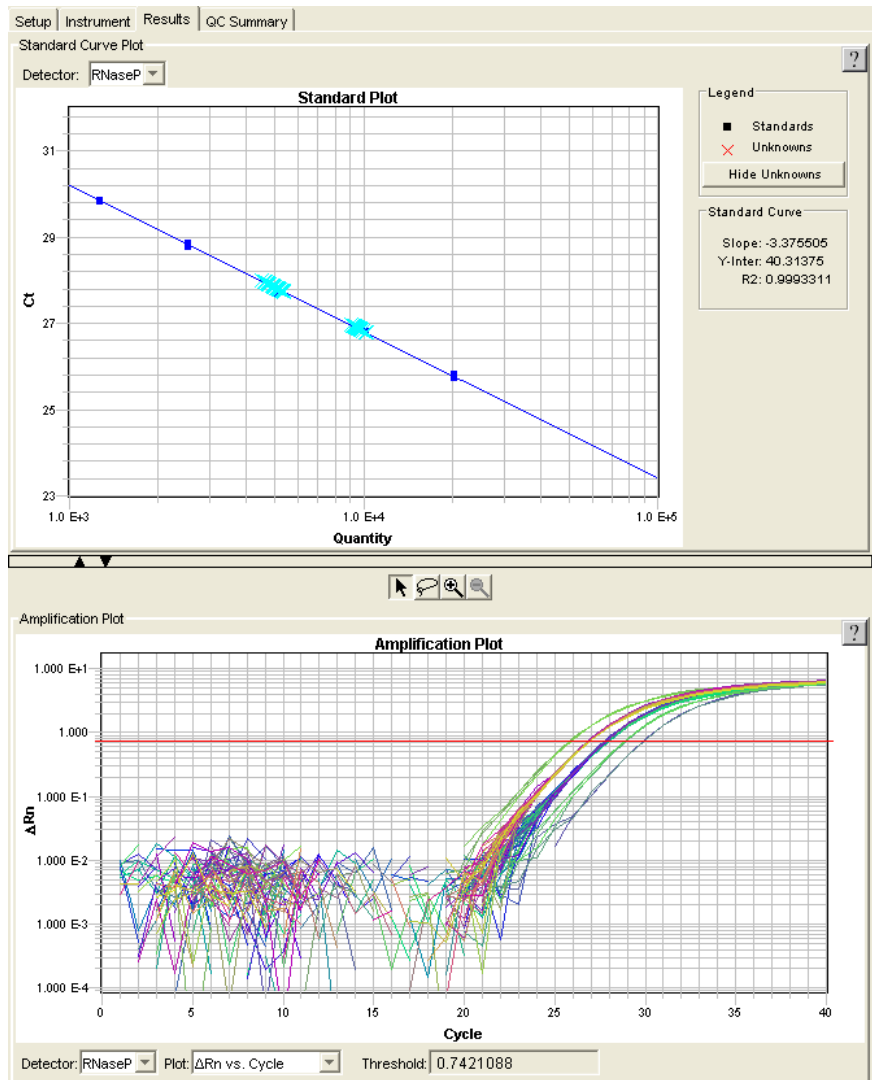 Setup Instrument Results QC Summary
Standard Curve Plot
?
Detector: RNaseP
Standard Plot
Legend
Standards
Unknowns
Hide Unknowns
Standard Curve
Slope: -3.375505
Y-Inter: 40.31375
R2: 0.9993311
31
29
27
25
23
Ct
1.0 E+3 1.0 E+4 1.0 E+5
Quantity
Amplification Plot
?
Amplification Plot
1.000 E+1
1.000
1.000 E-1
1.000 E-2
1.000 E-3
1.000 E-4
ΔRn
0 5 10 15 20 25 30 35 40
Cycle
Detector: RNaseP Plot: ΔRn vs. Cycle Threshold: 0.7421088